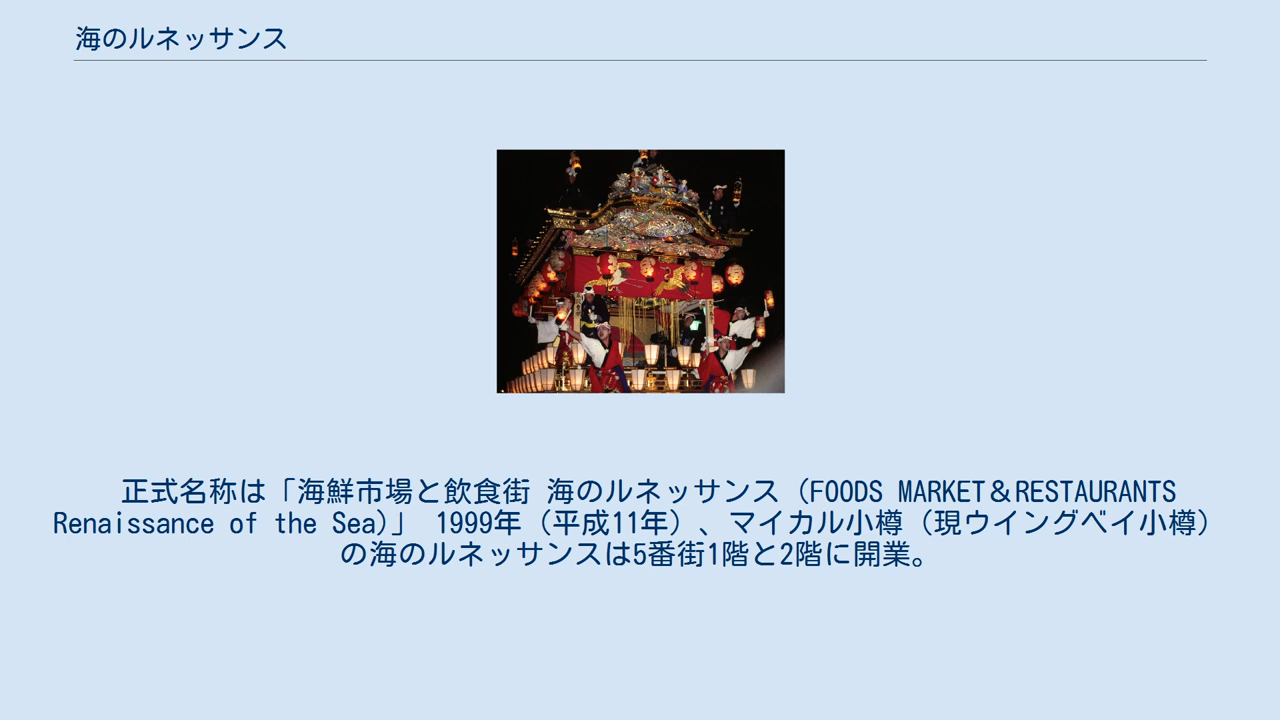 海のルネッサンス
正式名称は「海鮮市場と飲食街 海のルネッサンス（FOODS MARKET＆RESTAURANTS
Renaissance of the Sea)」 1999年（平成11年）、マイカル小樽（現ウイングベイ小樽）
の海のルネッサンスは5番街1階と2階に開業。